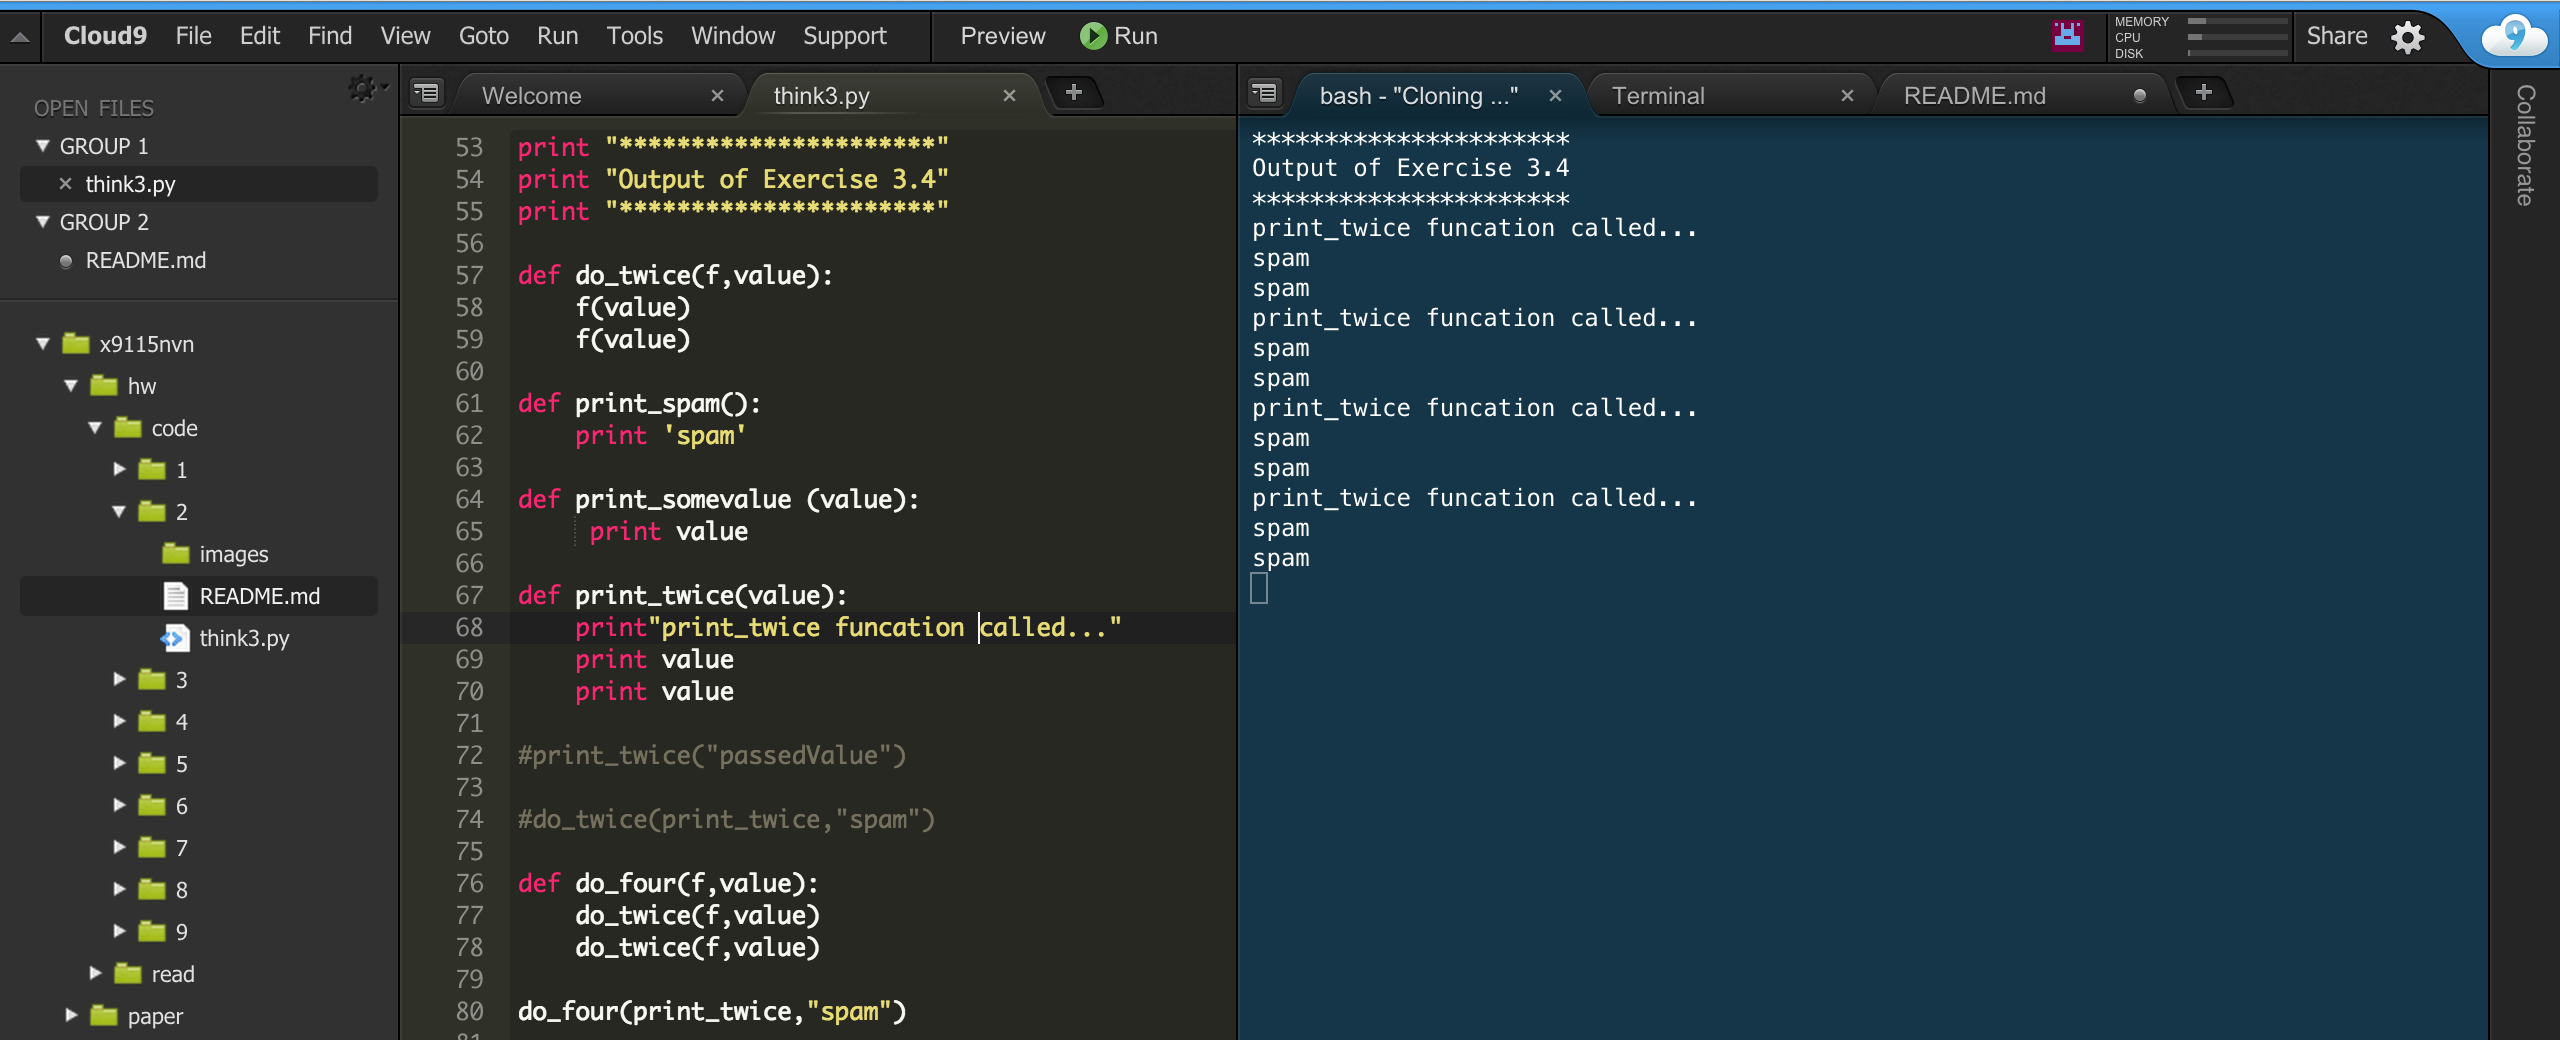 Cloud9 File Edit Find View Goto Run Tools Window Support Preview Run MEMORY CPU DISK Share 9
OPEN FILES
GROUP 1
think3.py
GROUP 2
README.md
x9115nvn
hw
code
1
2
images
README.md
think3.py
3
4
5
6
7
8
9
read
paper
Welcome think3.py
53 print "**********************"
54 print "Output of Exercise 3.4"
55 print "**********************"
56
57 def do_twice(f,value):
58 f(value)
59 f(value)
60
61 def print_spam():
62 print 'spam'
63
64 def print_somevalue (value):
65 print value
66
67 def print_twice(value):
68 print"print_twice funcation called..."
69 print value
70 print value
71
72 #print_twice("passedValue")
73
74 #do_twice(print_twice,"spam")
75
76 def do_four(f,value):
77 do_twice(f,value)
78 do_twice(f,value)
79
80 do_four(print_twice,"spam")
81
bash - "Cloning ..." Terminal README.md
**********************
Output of Exercise 3.4
**********************
print_twice funcation called...
spam
spam
print_twice funcation called...
spam
spam
print_twice funcation called...
spam
spam
print_twice funcation called...
spam
spam
Collaborate